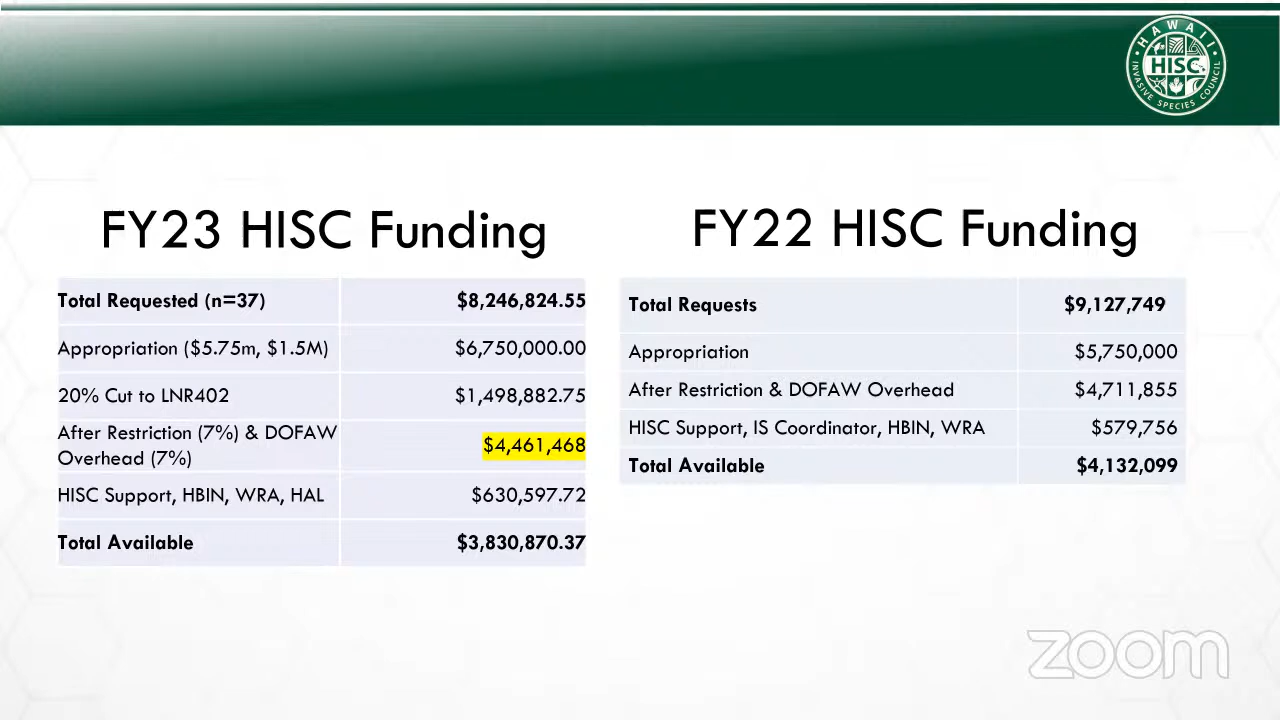 HAWAII
INVASIVE SPECIES COUNCIL
HISC
FY23 HISC Funding
Total Requested (n=37) $8,246,824.55
Appropriation ($5.75m, $1.5M) $6,750,000.00
20% Cut to LNR402 $1,498,882.75
After Restriction (7%) & DOFAW
Overhead (7%) $4,461,468
HISC Support, HBIN, WRA, HAL $630,597.72
Total Available $3,830,870.37
FY22 HISC Funding
Total Requests $9,127,749
Appropriation $5,750,000
After Restriction & DOFAW Overhead $4,711,855
HISC Support, IS Coordinator, HBIN, WRA $579,756
Total Available $4,132,099
zoom